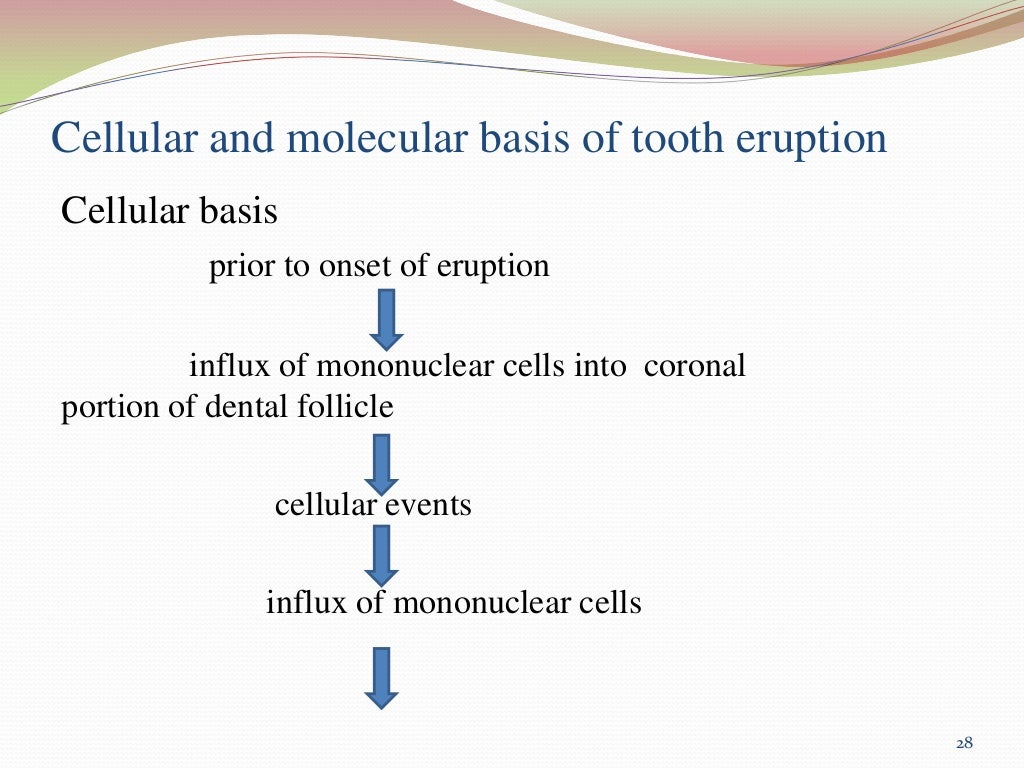 Cellular and molecular basis of tooth eruption
Cellular basis
prior to onset of eruption
influx of mononuclear cells into  coronal
portion of dental follicle
cellular events
influx of mononuclear cells
28